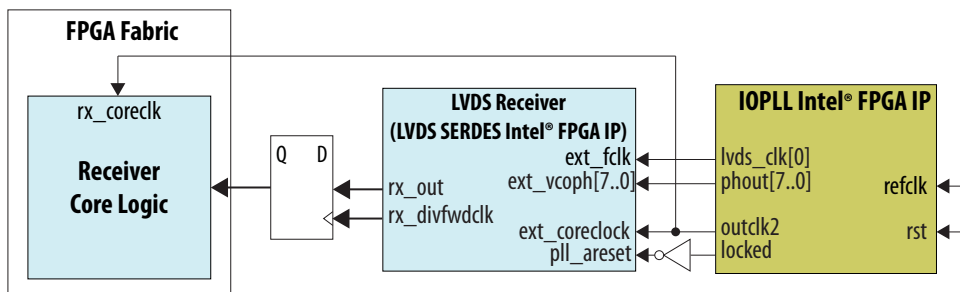 FPGA Fabric
rx_coreclk
Receiver
Core Logic
Q D
LVDS Receiver
(LVDS SERDES Intel® FPGA IP)
ext_fclk
ext_vcoph[7..0]
rx_out
rx_divfwdclk
ext_coreclock
pll_areset
IOPLL Intel® FPGA IP
lvds_clk[0]
phout[7..0]
refclk
outclk2
rst
locked